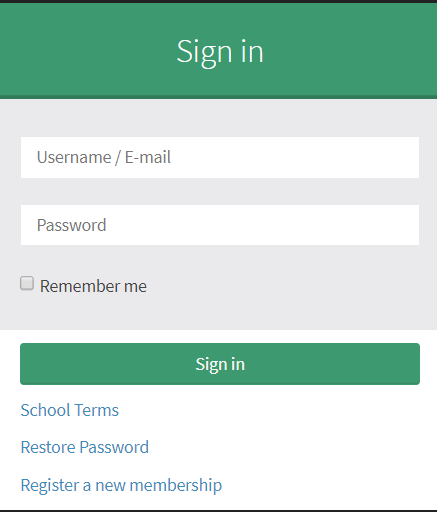 Sign in
Username / E-mail
Password
Remember me
Sign in
School Terms
Restore Password
Register a new membership